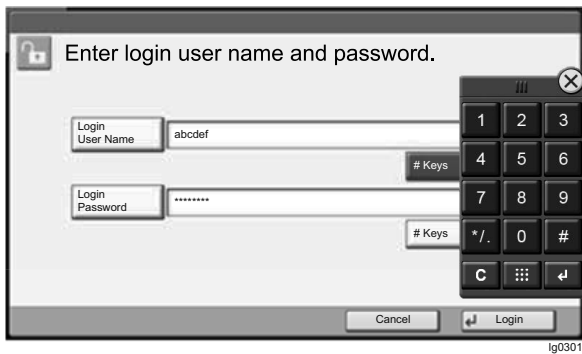 Enter login user name and password.
Login
User Name
abcdef
# Keys
Login
Password
********
# Keys
1 2 3
4 5 6
7 8 9
*/. 0 #
C
Cancel
Login
lg0301